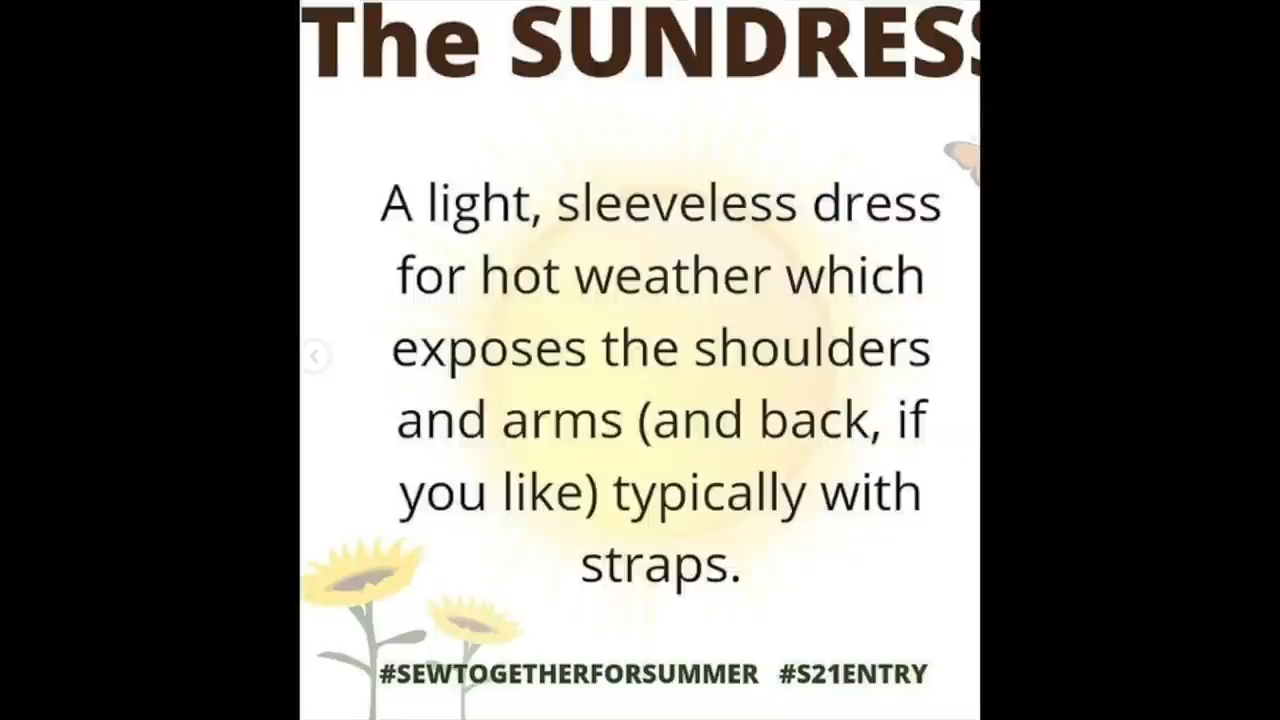 The SUNDRESS
A light, sleeveless dress
for hot weather which
exposes the shoulders
and arms (and back, if
you like) typically with
straps.
#SEWTOGETHERFORSUMMER #S21ENTRY